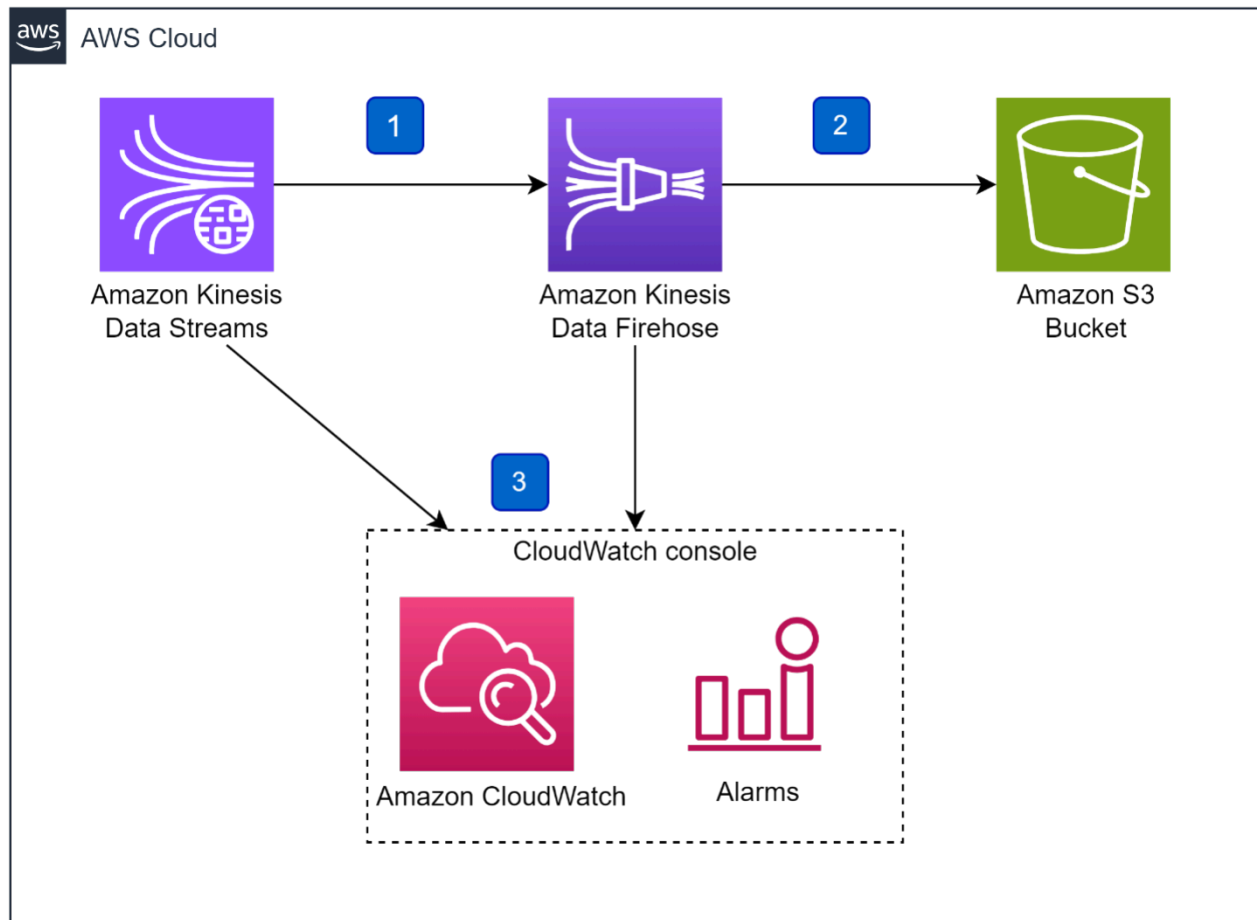 aws
AWS Cloud
1
2
Amazon Kinesis
Data Streams
Amazon Kinesis
Data Firehose
Amazon S3
Bucket
3
CloudWatch console
Amazon CloudWatch
Alarms